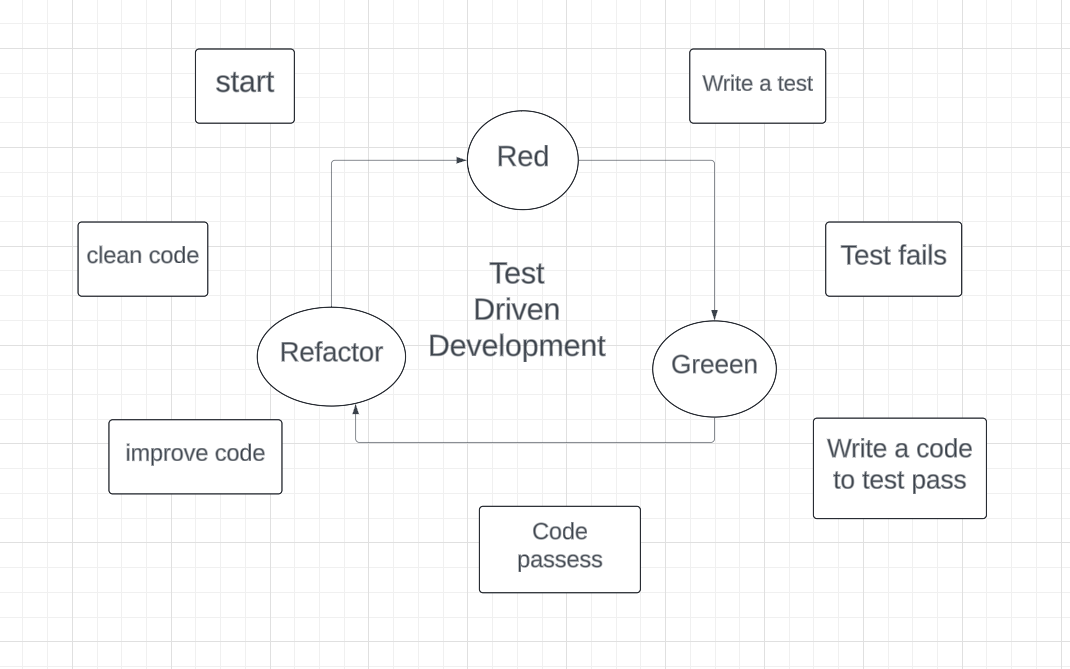 start
Write a test
Red
clean code
Test fails
Test
Driven
Development
Refactor
Greeen
improve code
Write a code
to test pass
Code
passess